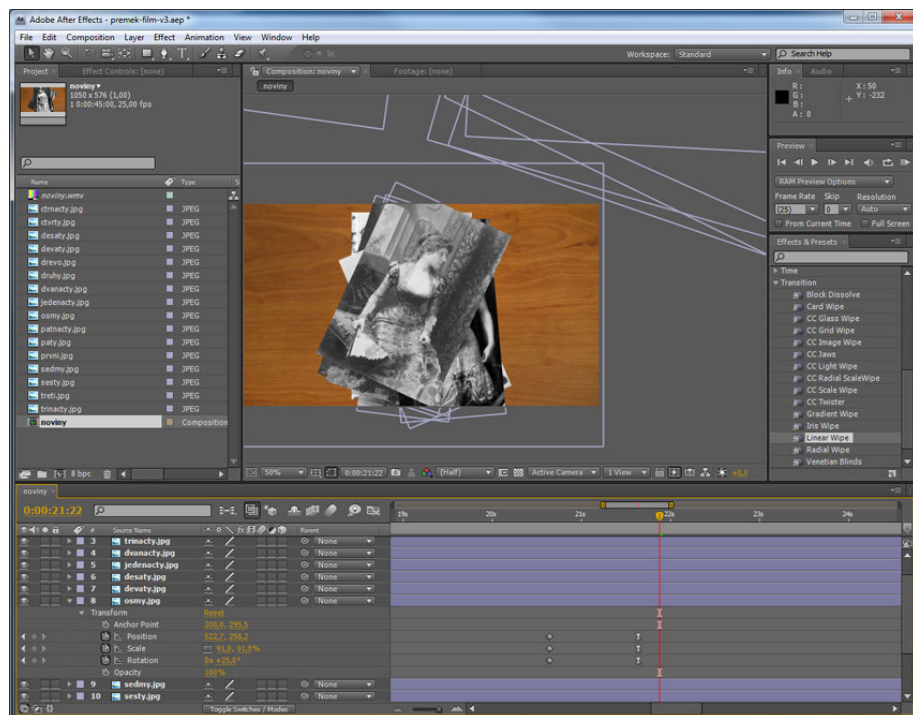 Adobe After Effects - premek-film-v3.aep *
File Edit Composition Layer Effect Animation View Window Help
Workspace: Standard Search Help
Project Effect Controls: (none)
noviny
1050 x 576 (1,00)
1 0:00:45:00, 25,00 fps
Name Type S
noviny.wmv
ctrnacty.jpg JPEG
ctvrty.jpg JPEG
desaty.jpg JPEG
devaty.jpg JPEG
drevo.jpg JPEG
druhy.jpg JPEG
dvanacty.jpg JPEG
jedenacty.jpg JPEG
osmy.jpg JPEG
patnacty.jpg JPEG
paty.jpg JPEG
prvni.jpg JPEG
sedmy.jpg JPEG
sesty.jpg JPEG
treti.jpg JPEG
trinacty.jpg JPEG
noviny Composition
8 bpc
Composition: noviny Footage: (none)
noviny
50% 0:00:21:22 (Half) Active Camera 1 View +0,0
Info Audio
R: X: 50
G: Y: -232
B:
A: 0
Preview
RAM Preview Options
Frame Rate Skip Resolution
(25) 0 Auto
From Current Time Full Screen
Effects & Presets
Time
Transition
Block Dissolve
Card Wipe
CC Glass Wipe
CC Grid Wipe
CC Image Wipe
CC Jaws
CC Light Wipe
CC Radial ScaleWipe
CC Scale Wipe
CC Twister
Gradient Wipe
Iris Wipe
Linear Wipe
Radial Wipe
Venetian Blinds
noviny
0:00:21:22
19s 20s 21s 22s 23s 24s
# Source Name Parent
3 trinacty.jpg None
4 dvanacty.jpg None
5 jedenacty.jpg None
6 desaty.jpg None
7 devaty.jpg None
8 osmy.jpg None
Transform Reset
Anchor Point 200,0, 295,5
Position 522,7, 258,2
Scale 91,0, 91,0%
Rotation 0x +25,0°
Opacity 100%
9 sedmy.jpg None
10 sesty.jpg None
Toggle Switches / Modes